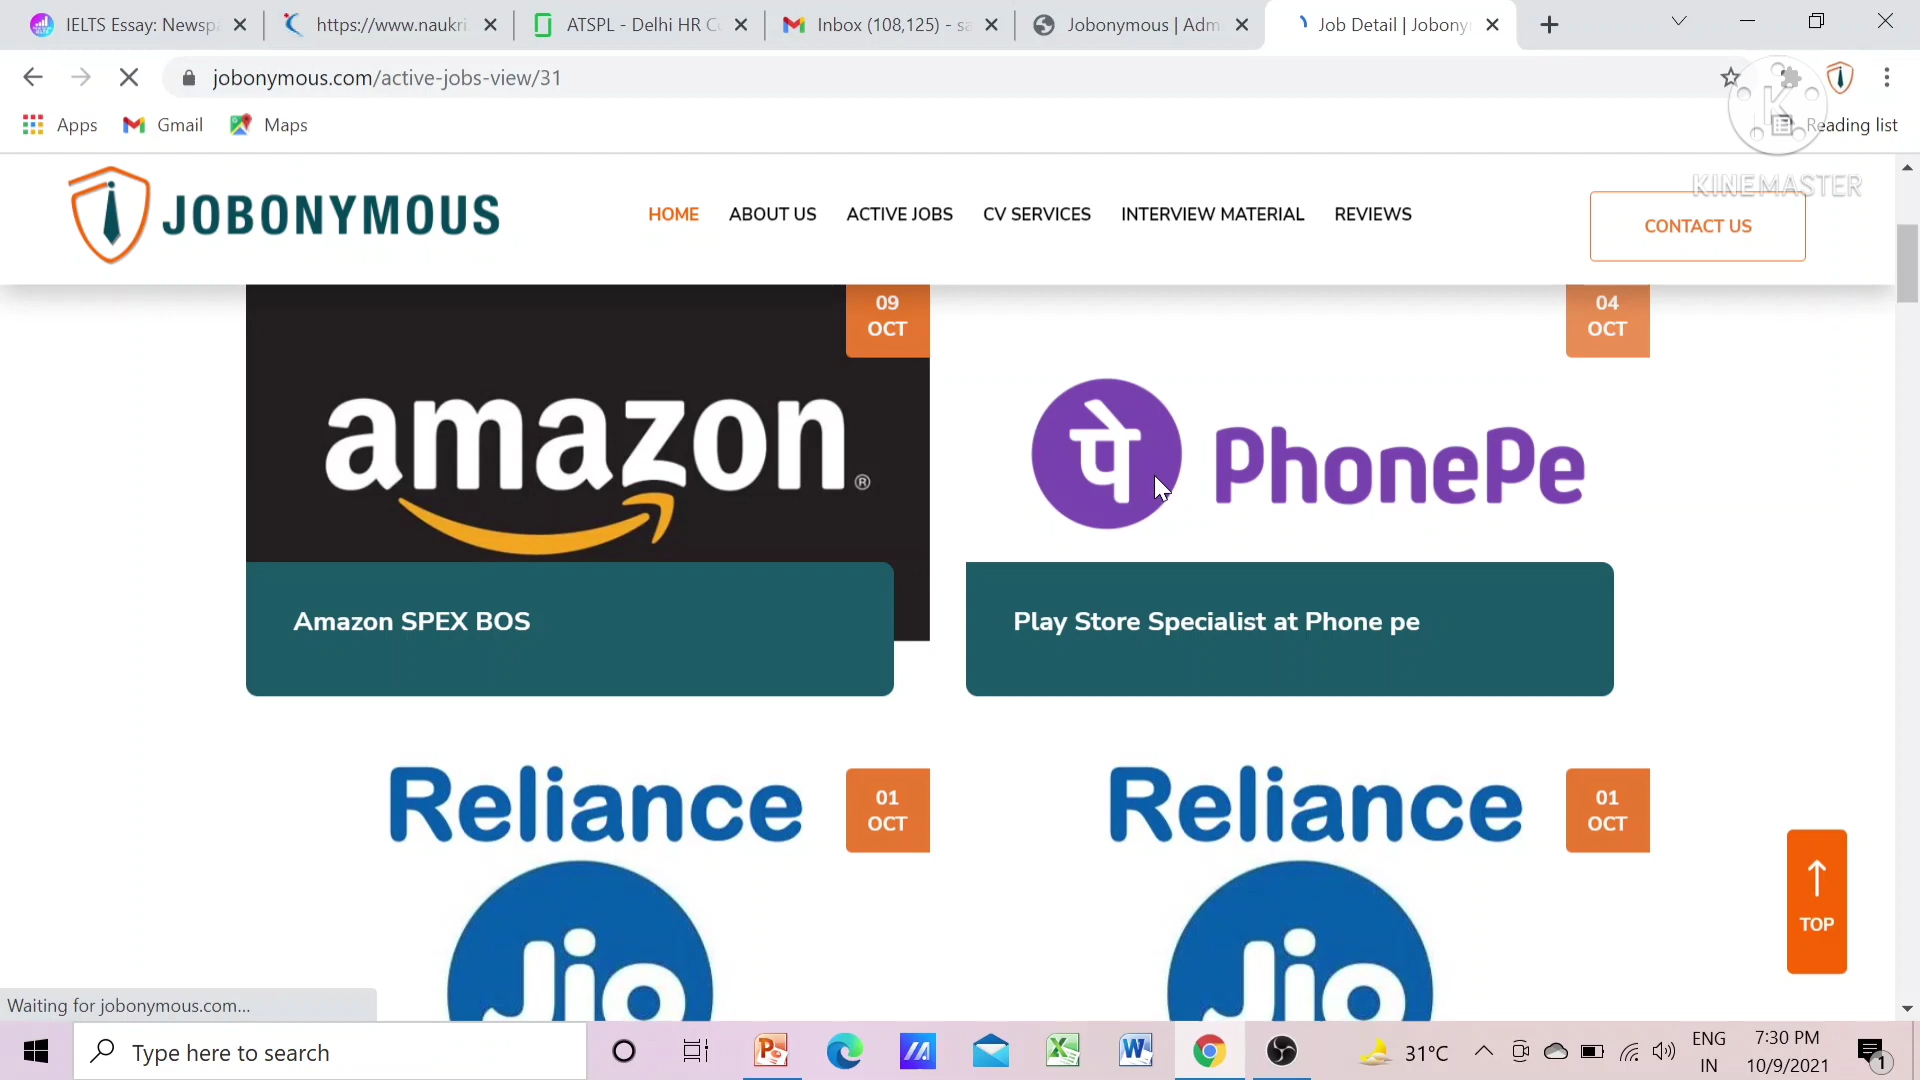 IELTS Essay: Newsp
https://www.naukri.
ATSPL - Delhi HR C
Inbox (108,125) - sa
Jobonymous | Adm
Job Detail | Jobony
jobonymous.com/active-jobs-view/31
Apps
Gmail
Maps
Reading list
K
KINEMASTER
JOBONYMOUS
HOME
ABOUT US
ACTIVE JOBS
CV SERVICES
INTERVIEW MATERIAL
REVIEWS
CONTACT US
09
OCT
04
OCT
amazon®
पे PhonePe
Amazon SPEX BOS
Play Store Specialist at Phone pe
Reliance
01
OCT
Reliance
01
OCT
Jio
Jio
TOP
Waiting for jobonymous.com...
Type here to search
31°C
ENG
IN
7:30 PM
10/9/2021
1